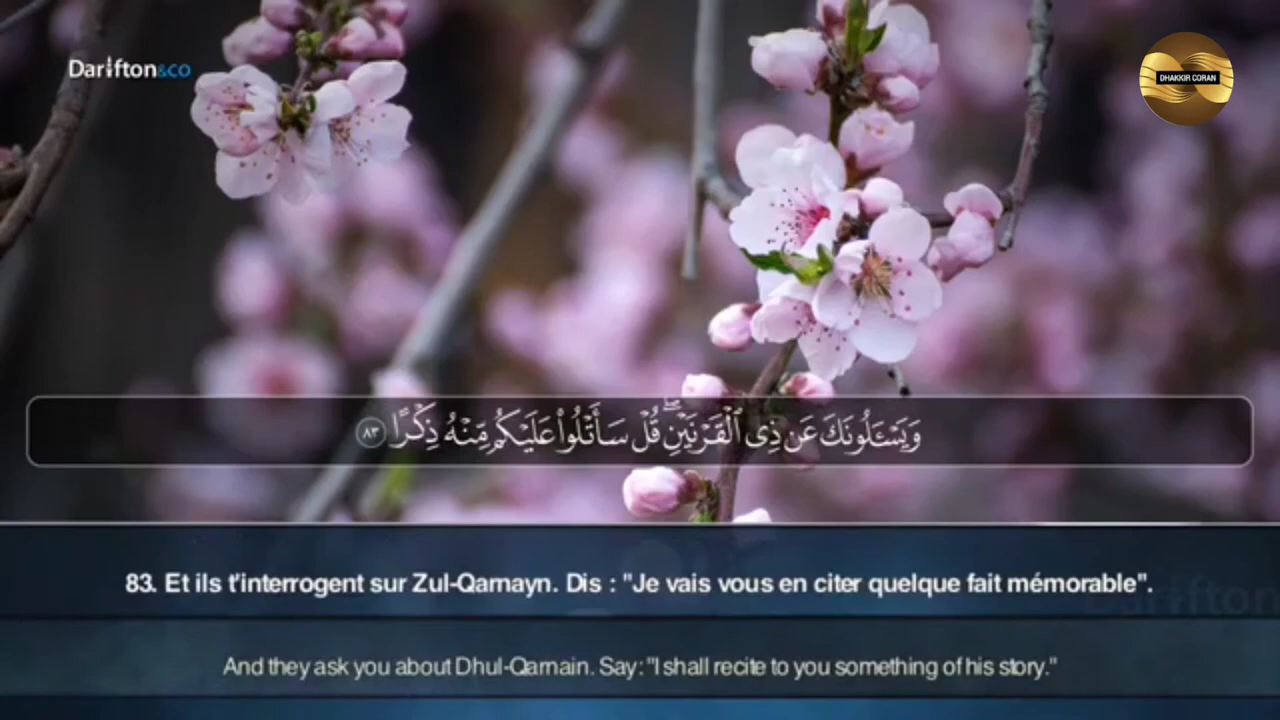 Darifton&co
DHAKKIR CORAN
وَيَسْـَٔلُونَكَ عَن ذِى ٱلْقَرْنَيْنِ ۖ قُلْ سَأَتْلُوا۟ عَلَيْكُم مِّنْهُ ذِكْرًا ٨٣
83. Et ils t'interrogent sur Zul-Qarnayn. Dis : "Je vais vous en citer quelque fait mémorable".
And they ask you about Dhul-Qarnain. Say: "I shall recite to you something of his story."